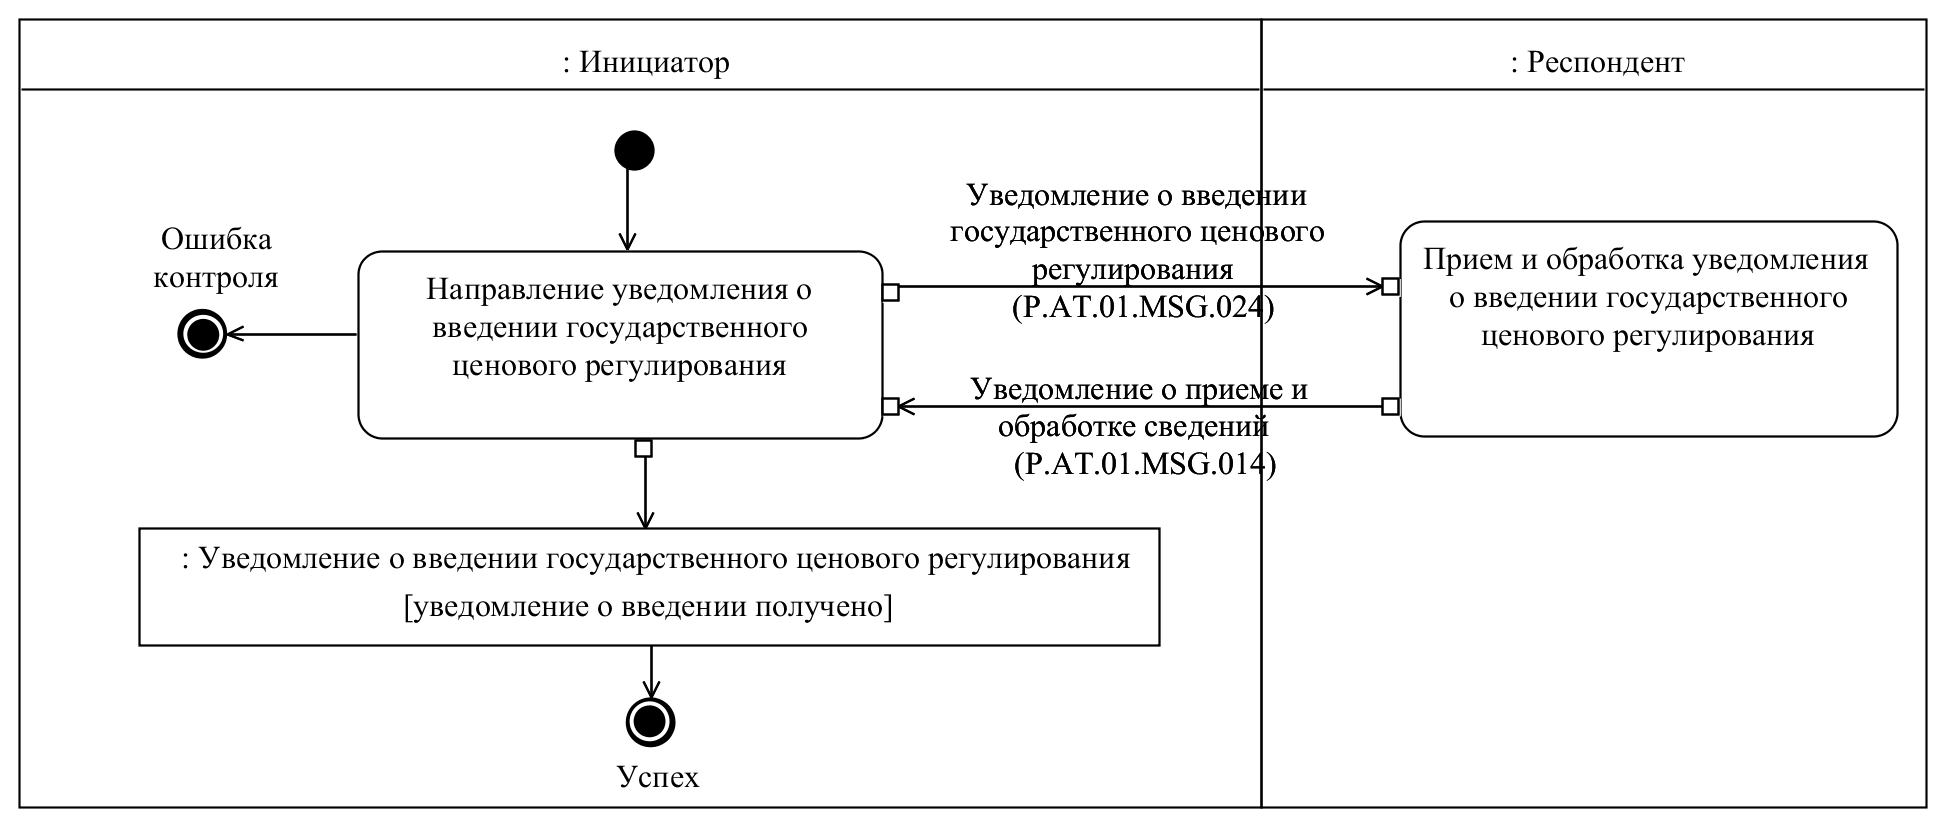 : Инициатор
: Респондент
Ошибка
контроля
Направление уведомления о
введении государственного
ценового регулирования
Уведомление о введении
государственного ценового
регулирования
(P.AT.01.MSG.024)
Прием и обработка уведомления
о введении государственного
ценового регулирования
Уведомление о приеме и
обработке сведений
(P.AT.01.MSG.014)
: Уведомление о введении государственного ценового регулирования
[уведомление о введении получено]
Успех